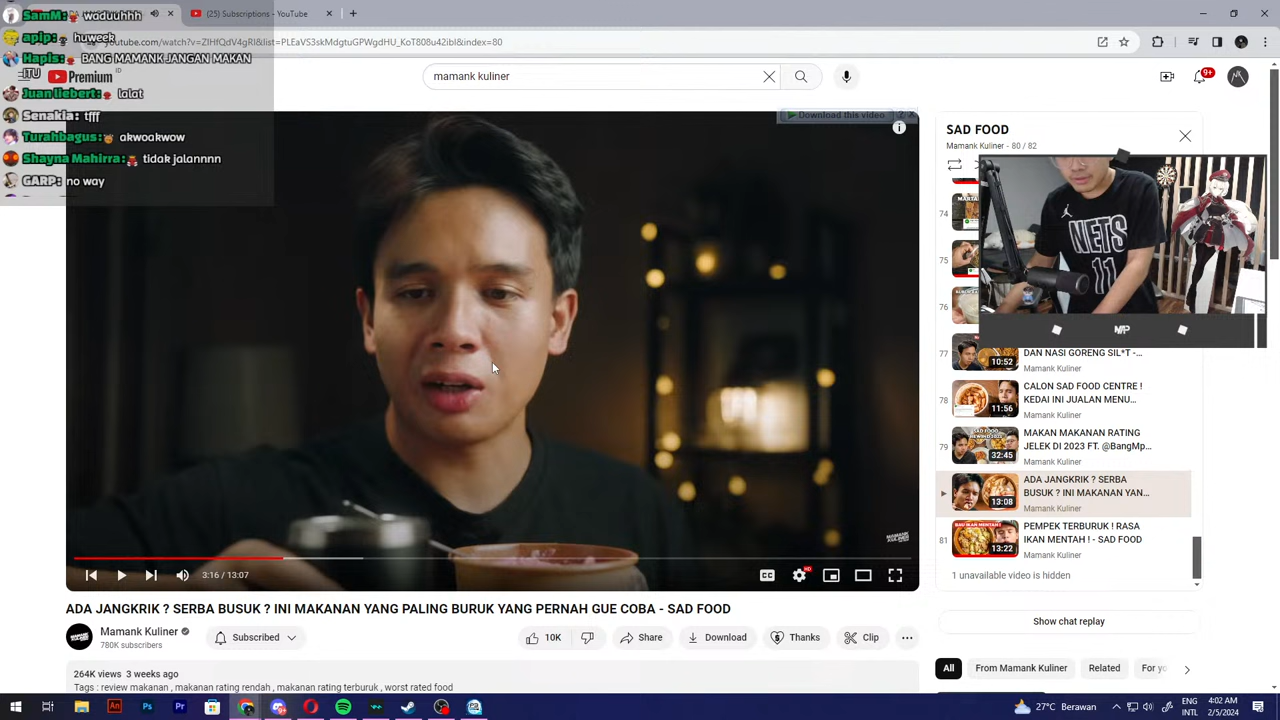 SamM: waduuhhh
apip: huweek
Hapis: BANG MAMANK JANGAN MAKAN ITU
Juan liebert: lalat
Senakia: tfff
Turahbagus: akwoakwow
Shayna Mahirra: tidak jalannnn
GARP: no way
(25) Subscriptions - YouTube
youtube.com/watch?v=ZIHfQdV4gRI&list=PLEaVS3skMdgtuGPWgdHU_KoT808u42ibI&index=80
Premium ID
mamank kuliner
9+
Download this video
SAD FOOD
Mamank Kuliner - 80 / 82
74
75
76
NETS
11
77
10:52
DAN NASI GORENG SIL*T -...
Mamank Kuliner
78
11:56
CALON SAD FOOD CENTRE !
KEDAI INI JUALAN MENU...
Mamank Kuliner
79
32:45
MAKAN MAKANAN RATING
JELEK DI 2023 FT. @BangMp...
Mamank Kuliner
13:08
ADA JANGKRIK ? SERBA
BUSUK ? INI MAKANAN YAN...
Mamank Kuliner
81
13:22
PEMPEK TERBURUK ! RASA
IKAN MENTAH ! - SAD FOOD
Mamank Kuliner
1 unavailable video is hidden
3:16 / 13:07
ADA JANGKRIK ? SERBA BUSUK ? INI MAKANAN YANG PALING BURUK YANG PERNAH GUE COBA - SAD FOOD
Mamank Kuliner
780K subscribers
Subscribed
10K
Share
Download
Thanks
Clip
Show chat replay
264K views 3 weeks ago
Tags : review makanan , makanan rating rendah , makanan rating terburuk , worst rated food
All
From Mamank Kuliner
Related
For yo
27°C Berawan
ENG
INTL
4:02 AM
2/5/2024